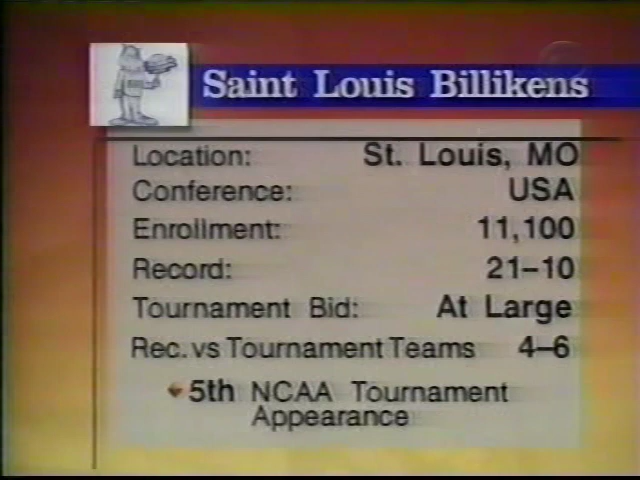 Saint Louis Billikens
Location: St. Louis, MO
Conference: USA
Enrollment: 11,100
Record: 21–10
Tournament Bid: At Large
Rec. vs Tournament Teams 4–6
5th NCAA Tournament
Appearance